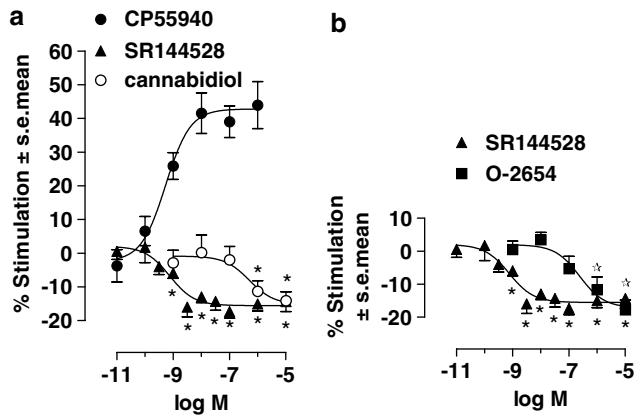 a
CP55940
SR144528
cannabidiol
% Stimulation ± s.e.mean
60
50
40
30
20
10
0
-10
-20
* * * * * * * *
-11 -9 -7 -5
log M
b
SR144528
O-2654
% Stimulation
± s.e.mean
10
0
-10
-20
☆ ☆
* * * * * * *
-11 -9 -7 -5
log M